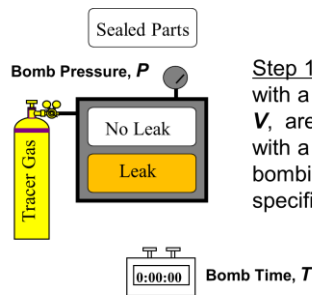 Sealed Parts
Bomb Pressure, P
No Leak
Leak
Tracer Gas
0:00:00
Bomb Time, T
Step 1
with a
V, are
with a
bombi
specifi